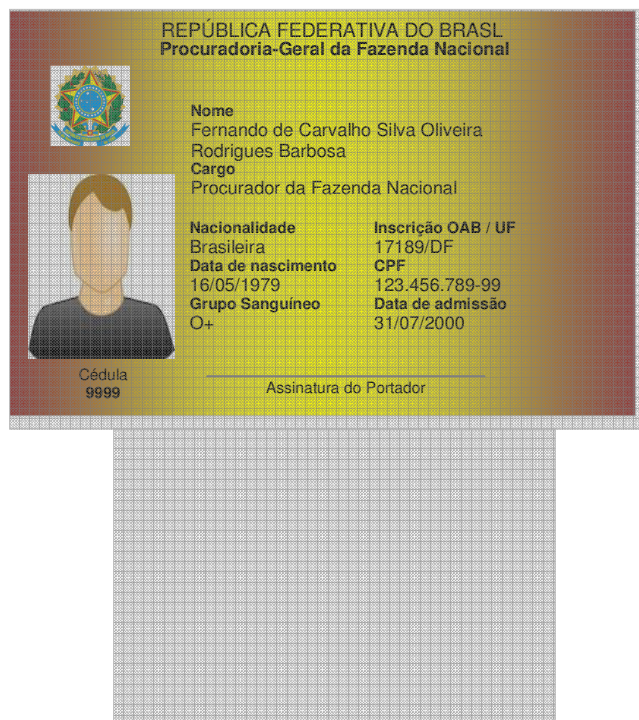 REPÚBLICA FEDERATIVA DO BRASL
Procuradoria-Geral da Fazenda Nacional
Nome
Fernando de Carvalho Silva Oliveira
Rodrigues Barbosa
Cargo
Procurador da Fazenda Nacional
Nacionalidade Inscrição OAB / UF
Brasileira 17189/DF
Data de nascimento CPF
16/05/1979 123.456.789-99
Grupo Sanguíneo Data de admissão
O+ 31/07/2000
Cédula
9999
Assinatura do Portador